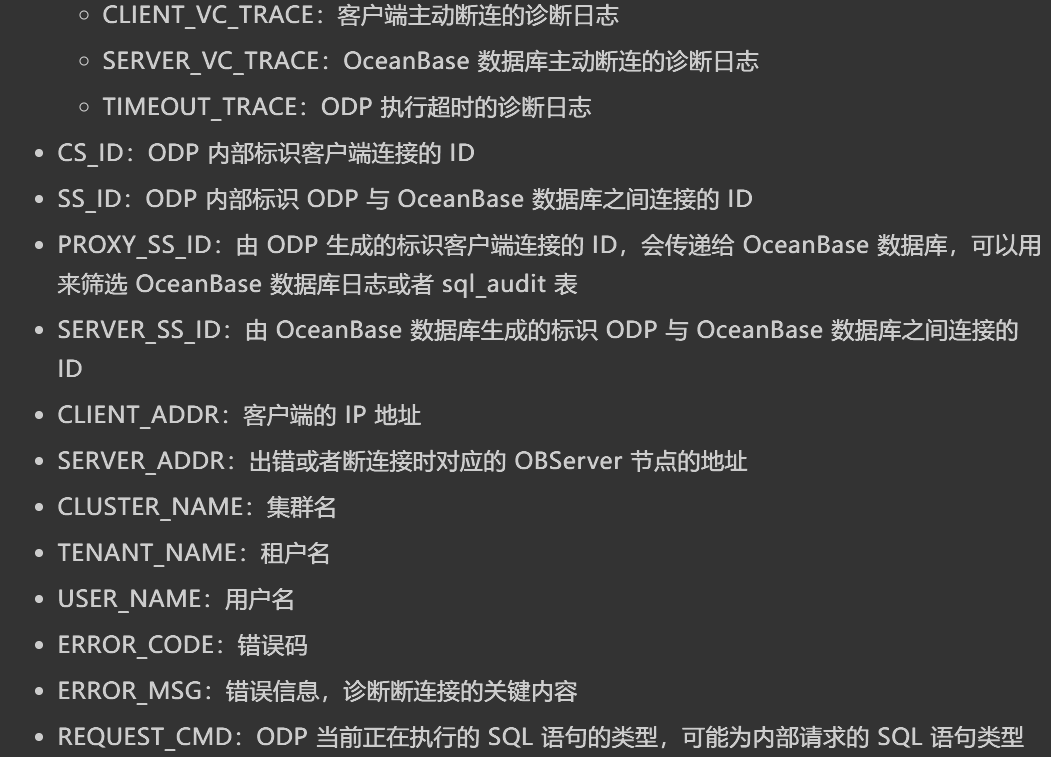 CLIENT_VC_TRACE：客户端主动断连的诊断日志
SERVER_VC_TRACE：OceanBase 数据库主动断连的诊断日志
TIMEOUT_TRACE：ODP 执行超时的诊断日志
CS_ID：ODP 内部标识客户端连接的 ID
SS_ID：ODP 内部标识 ODP 与 OceanBase 数据库之间连接的 ID
PROXY_SS_ID：由 ODP 生成的标识客户端连接的 ID，会传递给 OceanBase 数据库，可以用
来筛选 OceanBase 数据库日志或者 sql_audit 表
SERVER_SS_ID：由 OceanBase 数据库生成的标识 ODP 与 OceanBase 数据库之间连接的
ID
CLIENT_ADDR：客户端的 IP 地址
SERVER_ADDR：出错或者断连接时对应的 OBServer 节点的地址
CLUSTER_NAME：集群名
TENANT_NAME：租户名
USER_NAME：用户名
ERROR_CODE：错误码
ERROR_MSG：错误信息，诊断断连接的关键内容
REQUEST_CMD：ODP 当前正在执行的 SQL 语句的类型，可能为内部请求的 SQL 语句类型